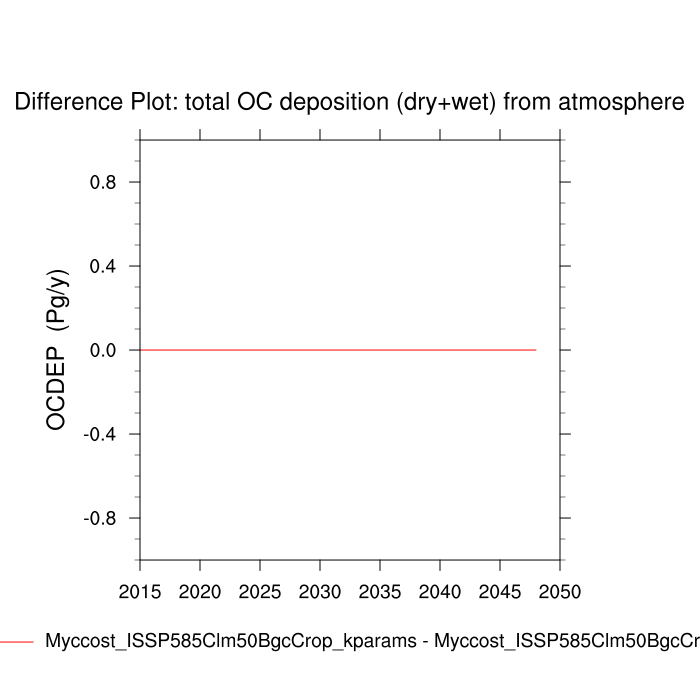 Difference Plot: total OC deposition (dry+wet) from atmosphere
OCDEP (Pg/y)
0.8
0.4
0.0
-0.4
-0.8
2015 2020 2025 2030 2035 2040 2045 2050
Myccost_ISSP585Clm50BgcCrop_kparams - Myccost_ISSP585Clm50BgcCr